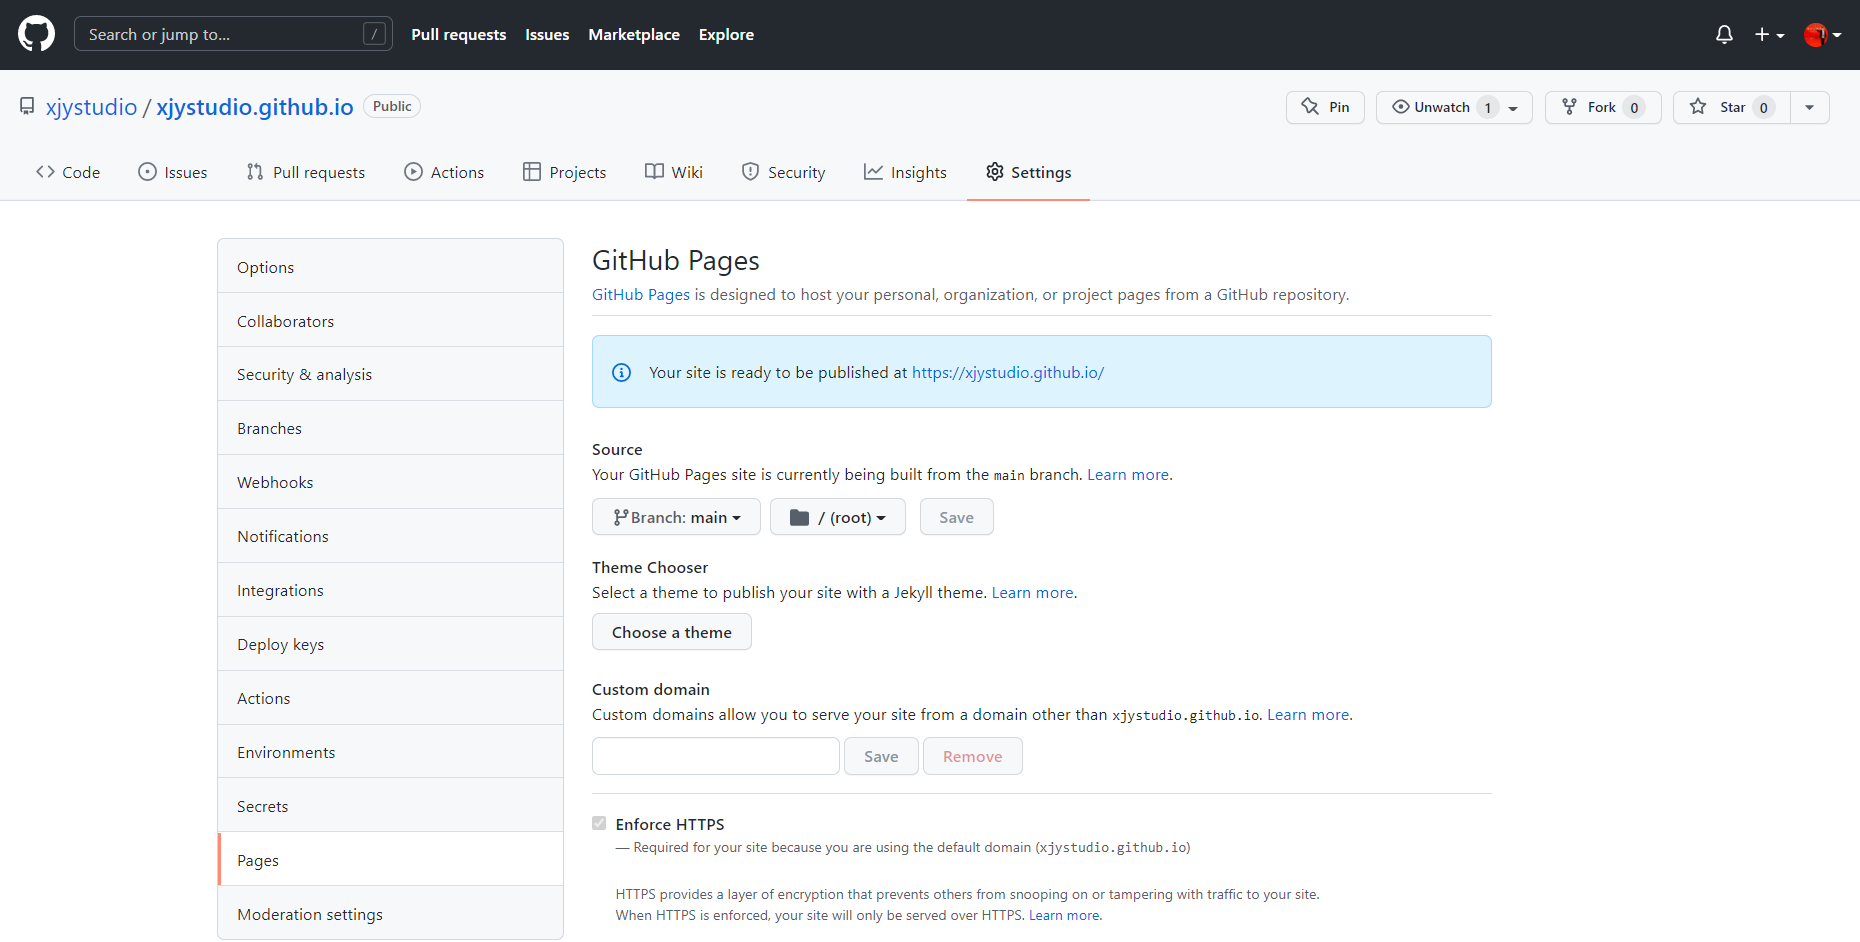 Search or jump to... /
Pull requests Issues Marketplace Explore
xjystudio / xjystudio.github.io Public
Pin Unwatch 1 Fork 0 Star 0
Code Issues Pull requests Actions Projects Wiki Security Insights Settings
Options
Collaborators
Security & analysis
Branches
Webhooks
Notifications
Integrations
Deploy keys
Actions
Environments
Secrets
Pages
Moderation settings
GitHub Pages
GitHub Pages is designed to host your personal, organization, or project pages from a GitHub repository.
Your site is ready to be published at https://xjystudio.github.io/
Source
Your GitHub Pages site is currently being built from the main branch. Learn more.
Branch: main / (root) Save
Theme Chooser
Select a theme to publish your site with a Jekyll theme. Learn more.
Choose a theme
Custom domain
Custom domains allow you to serve your site from a domain other than xjystudio.github.io. Learn more.
Save Remove
Enforce HTTPS
— Required for your site because you are using the default domain (xjystudio.github.io)
HTTPS provides a layer of encryption that prevents others from snooping on or tampering with traffic to your site.
When HTTPS is enforced, your site will only be served over HTTPS. Learn more.